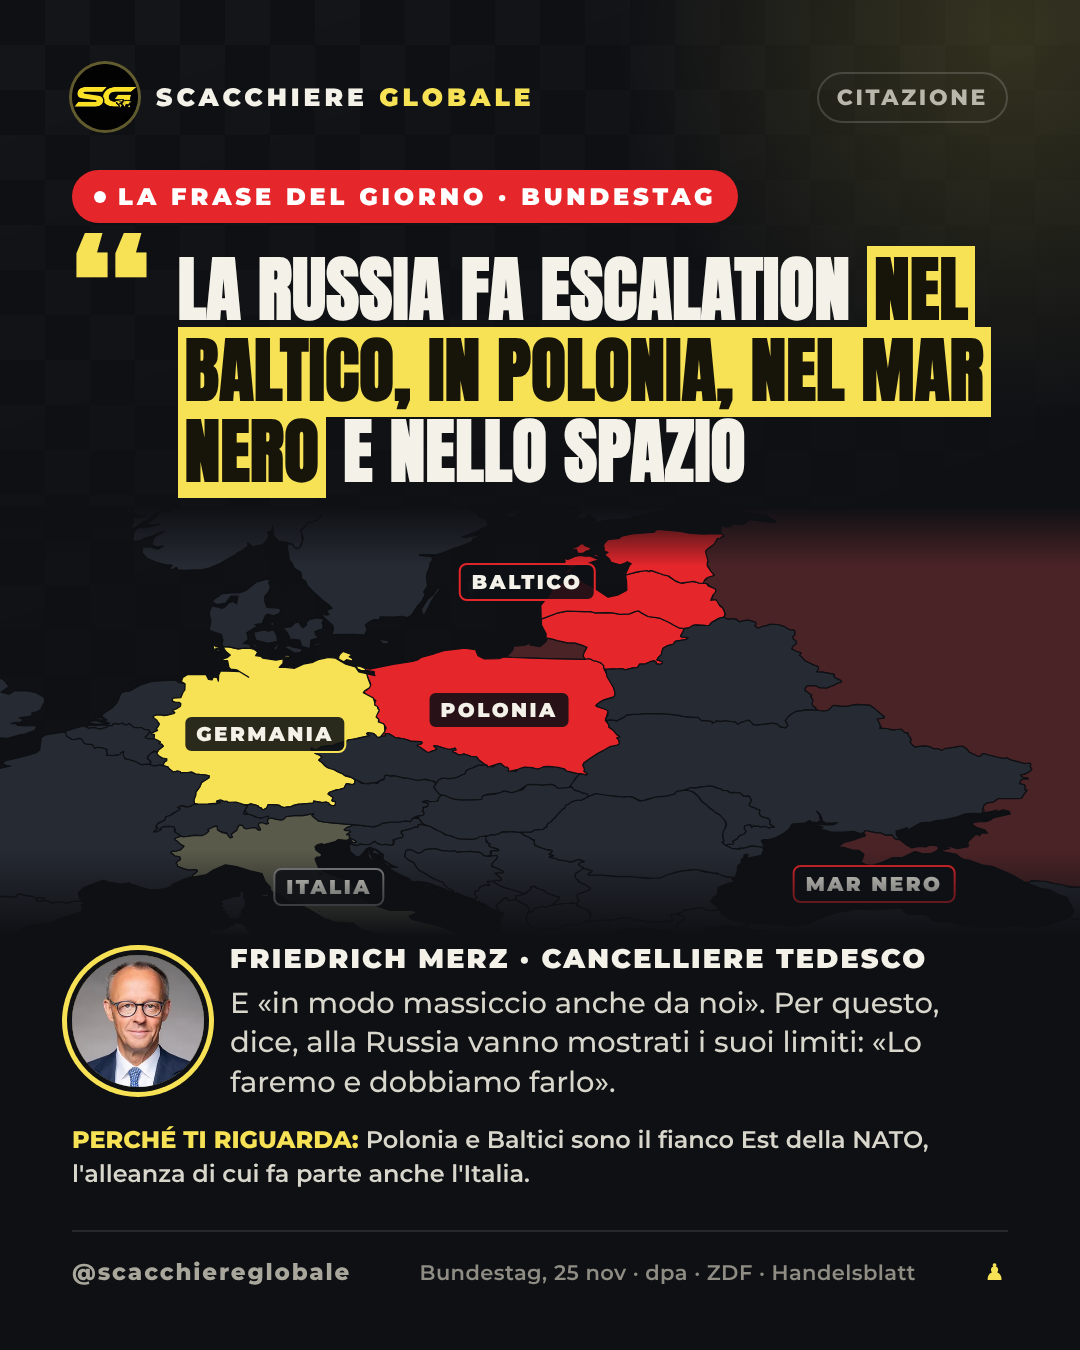 SG
SCACCHIERE GLOBALE
CITAZIONE
LA FRASE DEL GIORNO · BUNDESTAG
“ LA RUSSIA FA ESCALATION NEL
BALTICO, IN POLONIA, NEL MAR
NERO E NELLO SPAZIO
BALTICO
POLONIA
GERMANIA
ITALIA
MAR NERO
FRIEDRICH MERZ · CANCELLIERE TEDESCO
E «in modo massiccio anche da noi». Per questo,
dice, alla Russia vanno mostrati i suoi limiti: «Lo
faremo e dobbiamo farlo».
PERCHÉ TI RIGUARDA: Polonia e Baltici sono il fianco Est della NATO,
l'alleanza di cui fa parte anche l'Italia.
@scacchiereglobale
Bundestag, 25 nov · dpa · ZDF · Handelsblatt